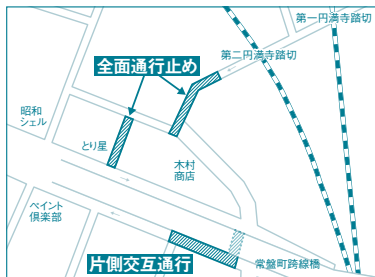 第一円満寺踏切
第二円満寺踏切
全面通行止め
昭和
シェル
とり星
木村
商店
ペイント
倶楽部
片側交互通行
常盤町跨線橋